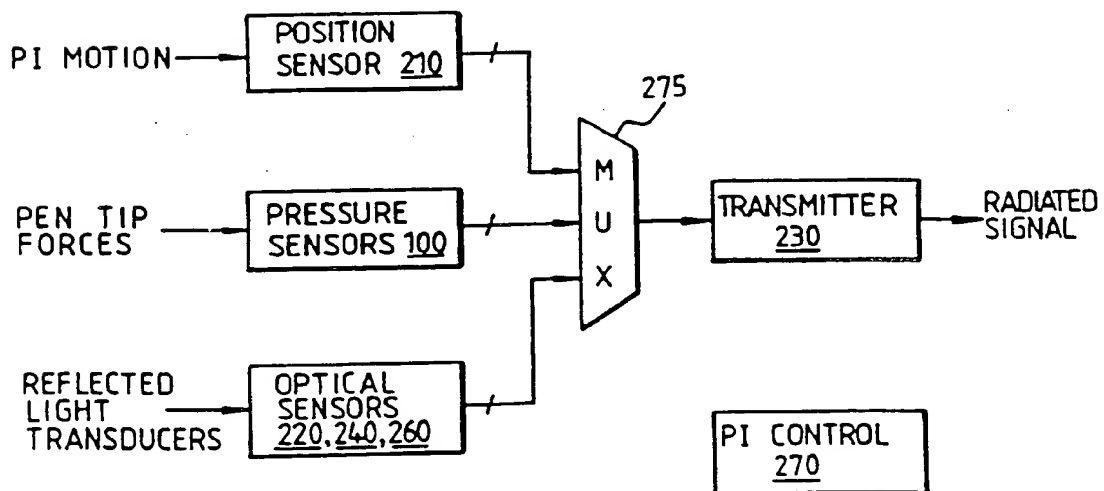 PI MOTION
POSITION
SENSOR 210
275
M
U
X
PEN TIP
FORCES
PRESSURE
SENSORS 100
TRANSMITTER
230
RADIATED
SIGNAL
REFLECTED
LIGHT
TRANSDUCERS
OPTICAL
SENSORS
220, 240, 260
PI CONTROL
270